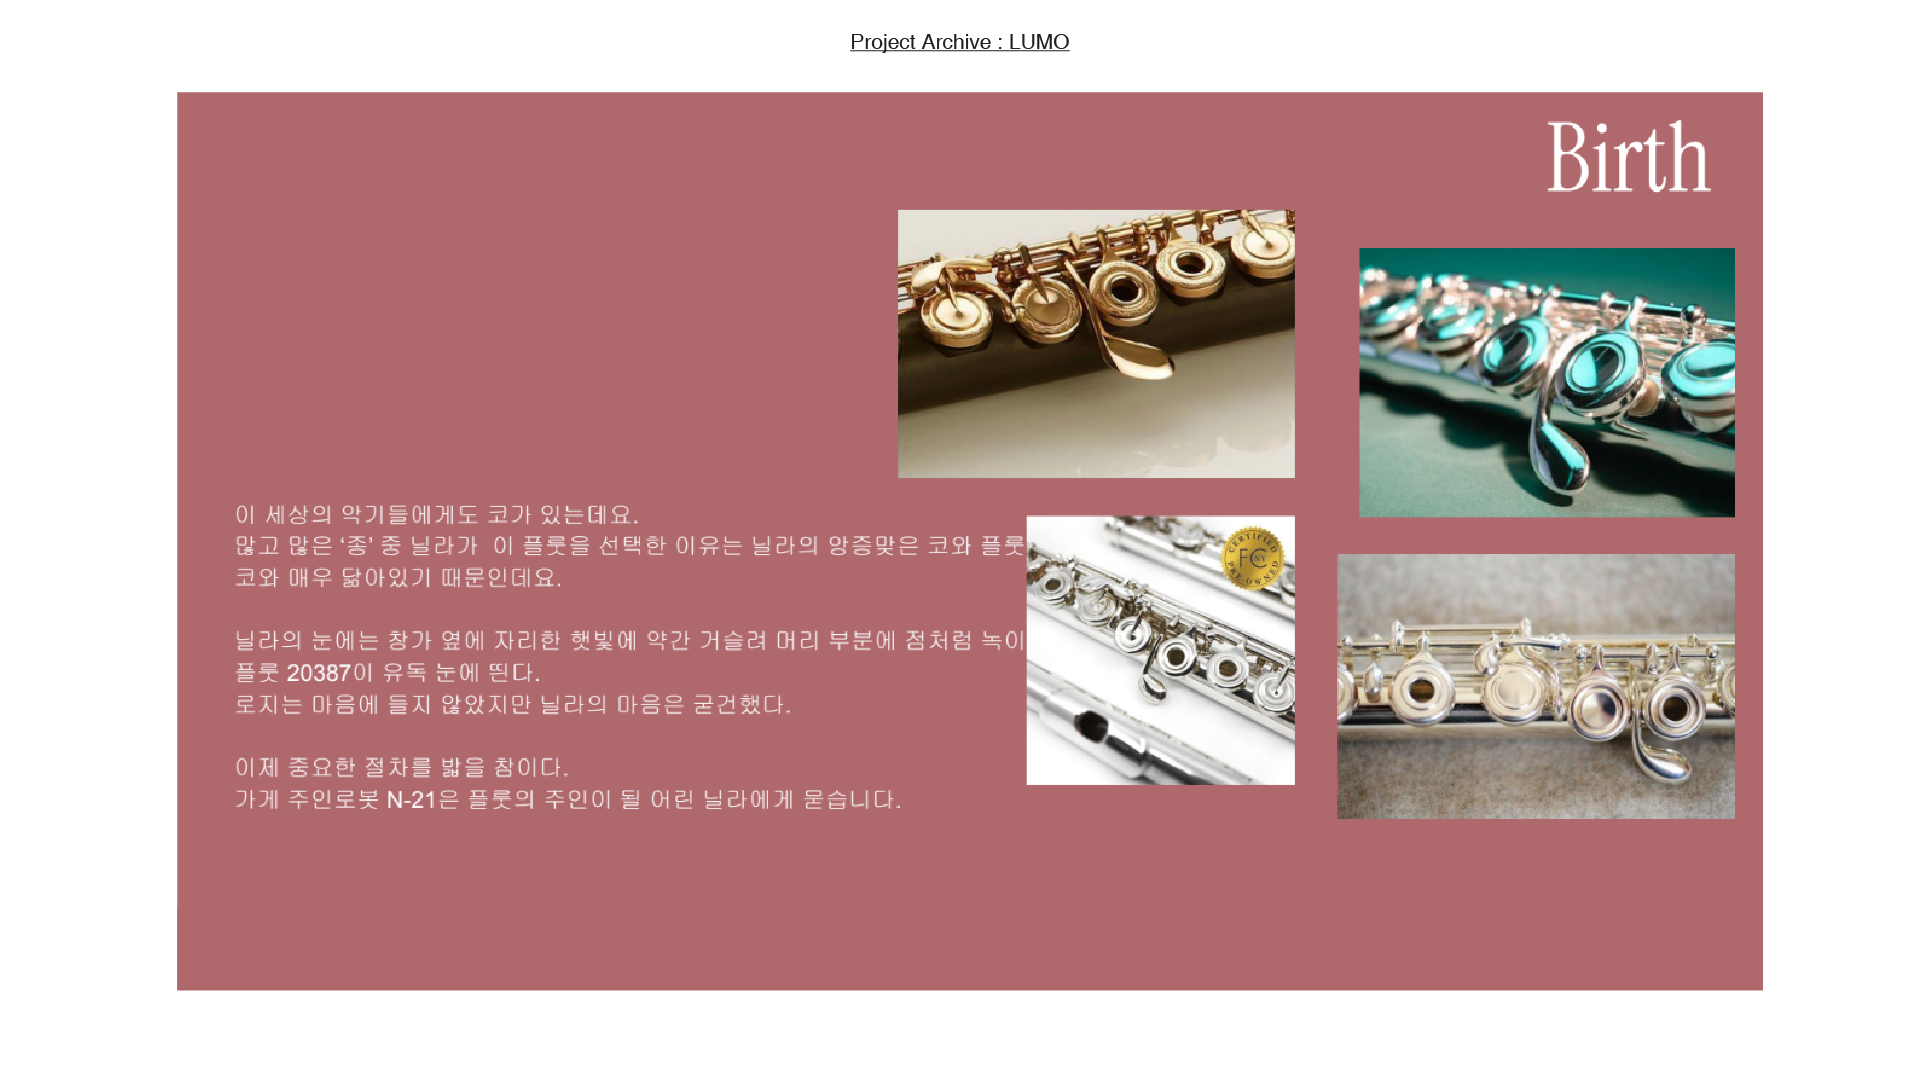 Project Archive : LUMO
Birth
이 세상의 악기들에게도 코가 있는데요.
많고 많은 ‘종’ 중 닐라가  이 플룻을 선택한 이유는 닐라의 앙증맞은 코와 플룻
코와 매우 닮아있기 때문인데요.
닐라의 눈에는 창가 옆에 자리한 햇빛에 약간 거슬려 머리 부분에 점처럼 녹이
플룻 20387이 유독 눈에 띈다.
로지는 마음에 들지 않았지만 닐라의 마음은 굳건했다.
이제 중요한 절차를 밟을 참이다.
가게 주인로봇 N-21은 플룻의 주인이 될 어린 닐라에게 묻습니다.
CERTIFIED
FC
NY
PRE-OWNED